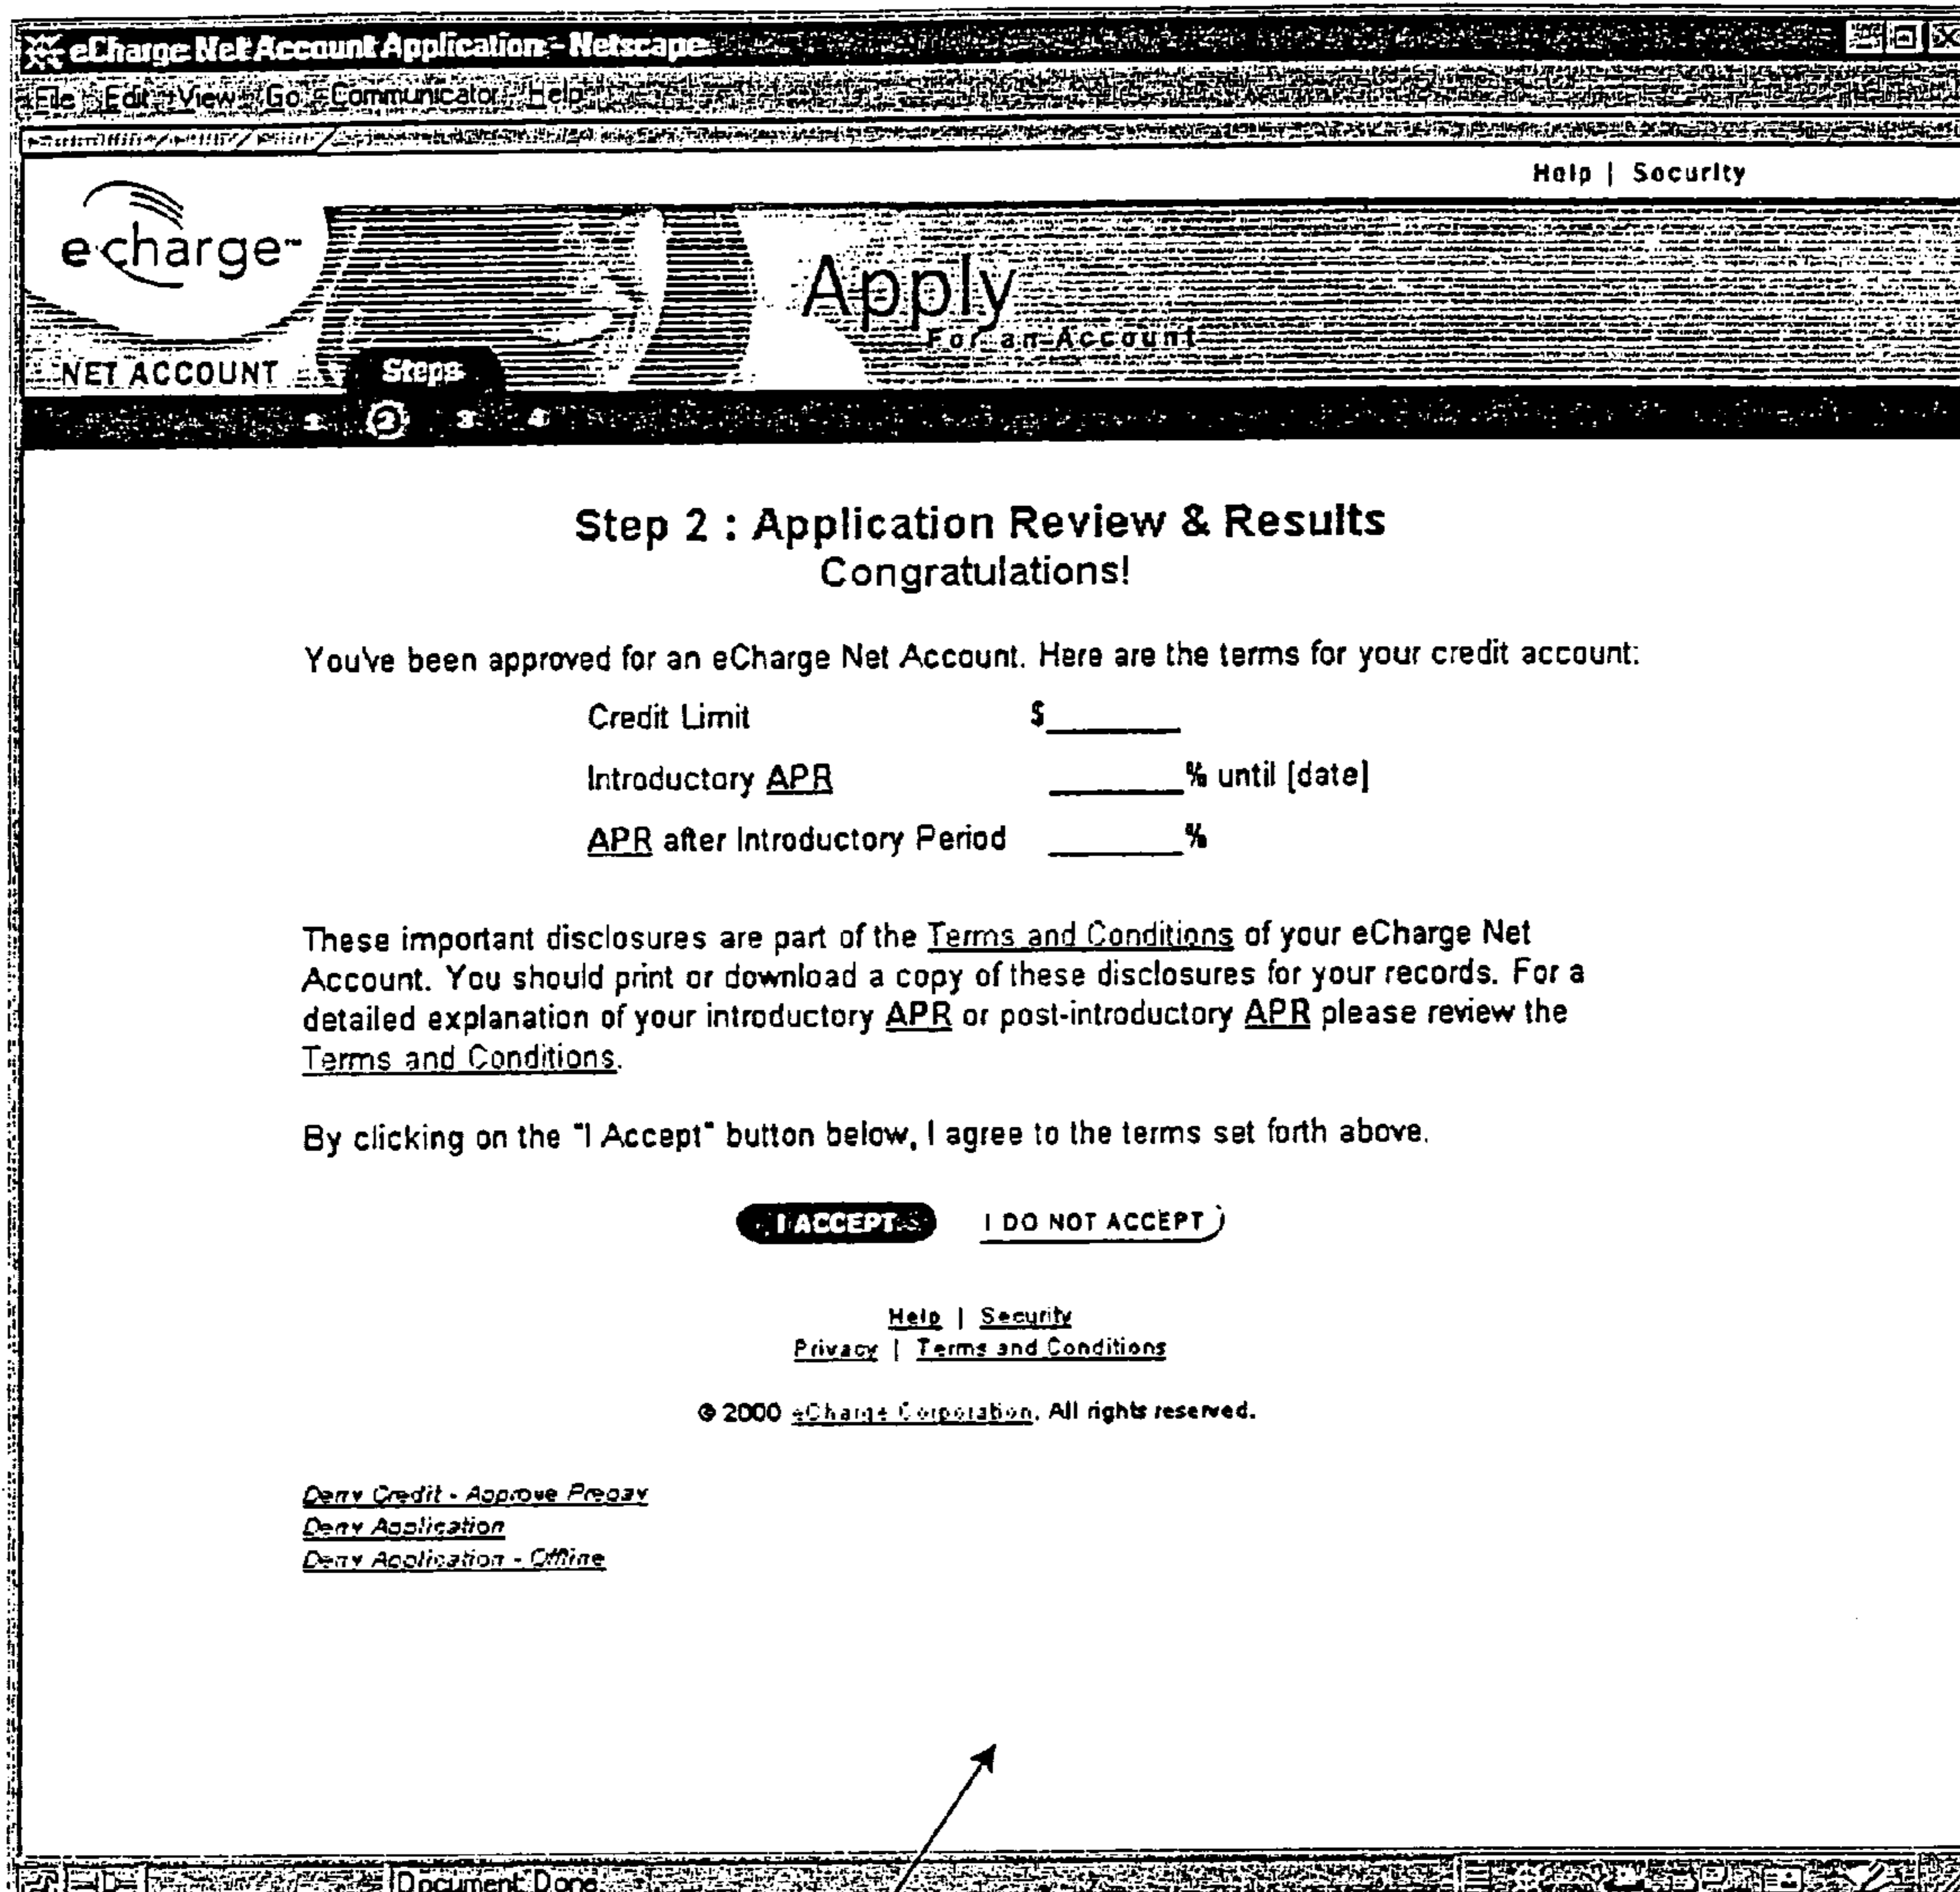 eCharge Net Account Application - Netscape
File Edit View Go Communicator Help
Help | Security
echarge™
Apply
For an Account
NET ACCOUNT
Steps
1 2 3 4
Step 2 : Application Review & Results
Congratulations!
You've been approved for an eCharge Net Account. Here are the terms for your credit account:
Credit Limit $________
Introductory APR ________% until [date]
APR after Introductory Period ________%
These important disclosures are part of the Terms and Conditions of your eCharge Net
Account. You should print or download a copy of these disclosures for your records. For a
detailed explanation of your introductory APR or post-introductory APR please review the
Terms and Conditions.
By clicking on the "I Accept" button below, I agree to the terms set forth above.
I ACCEPT I DO NOT ACCEPT
Help | Security
Privacy | Terms and Conditions
© 2000 eCharge Corporation. All rights reserved.
Deny Credit - Approve Prepay
Deny Application
Deny Application - Offline
Document: Done